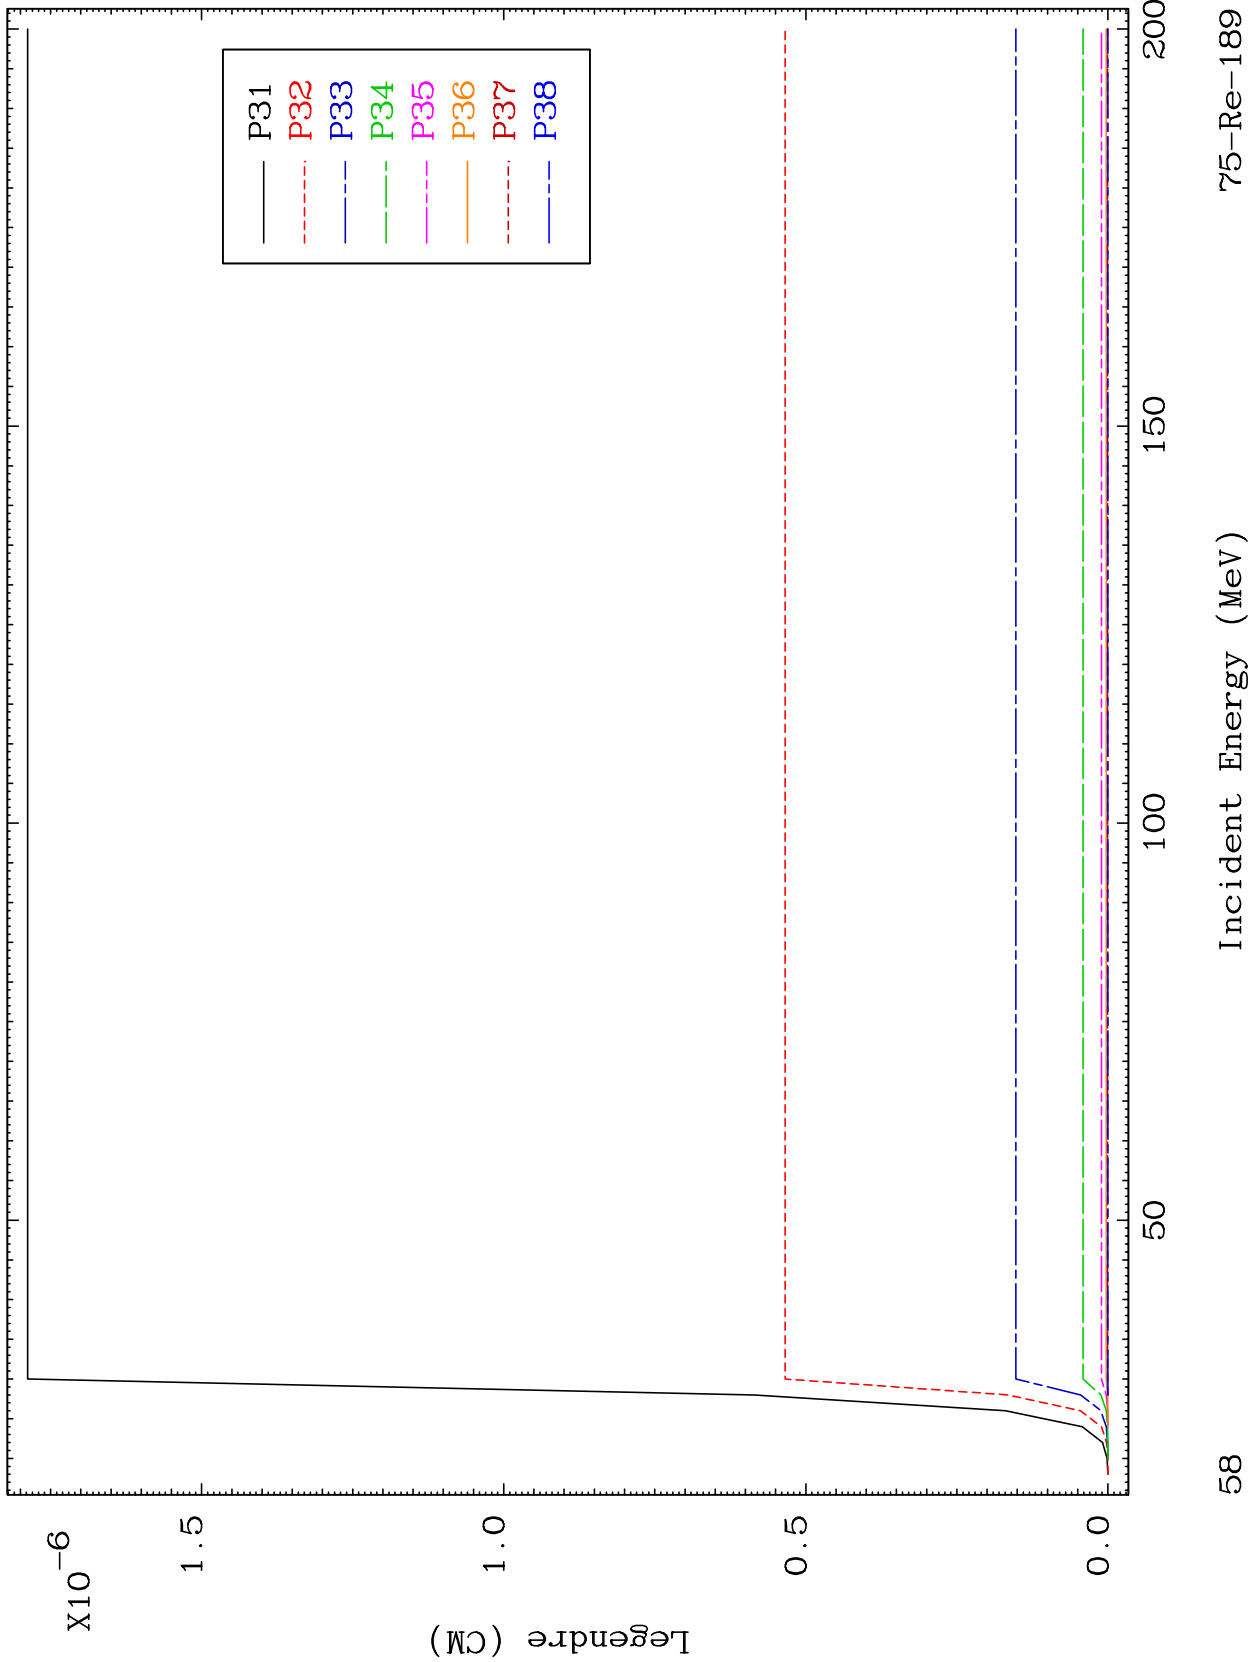 X10-6
1.5
1.0
0.5
0.0
Legendre (CM)
P31
P32
P33
P34
P35
P36
P37
P38
50
100
150
200
58
Incident Energy (MeV)
75-Re-189